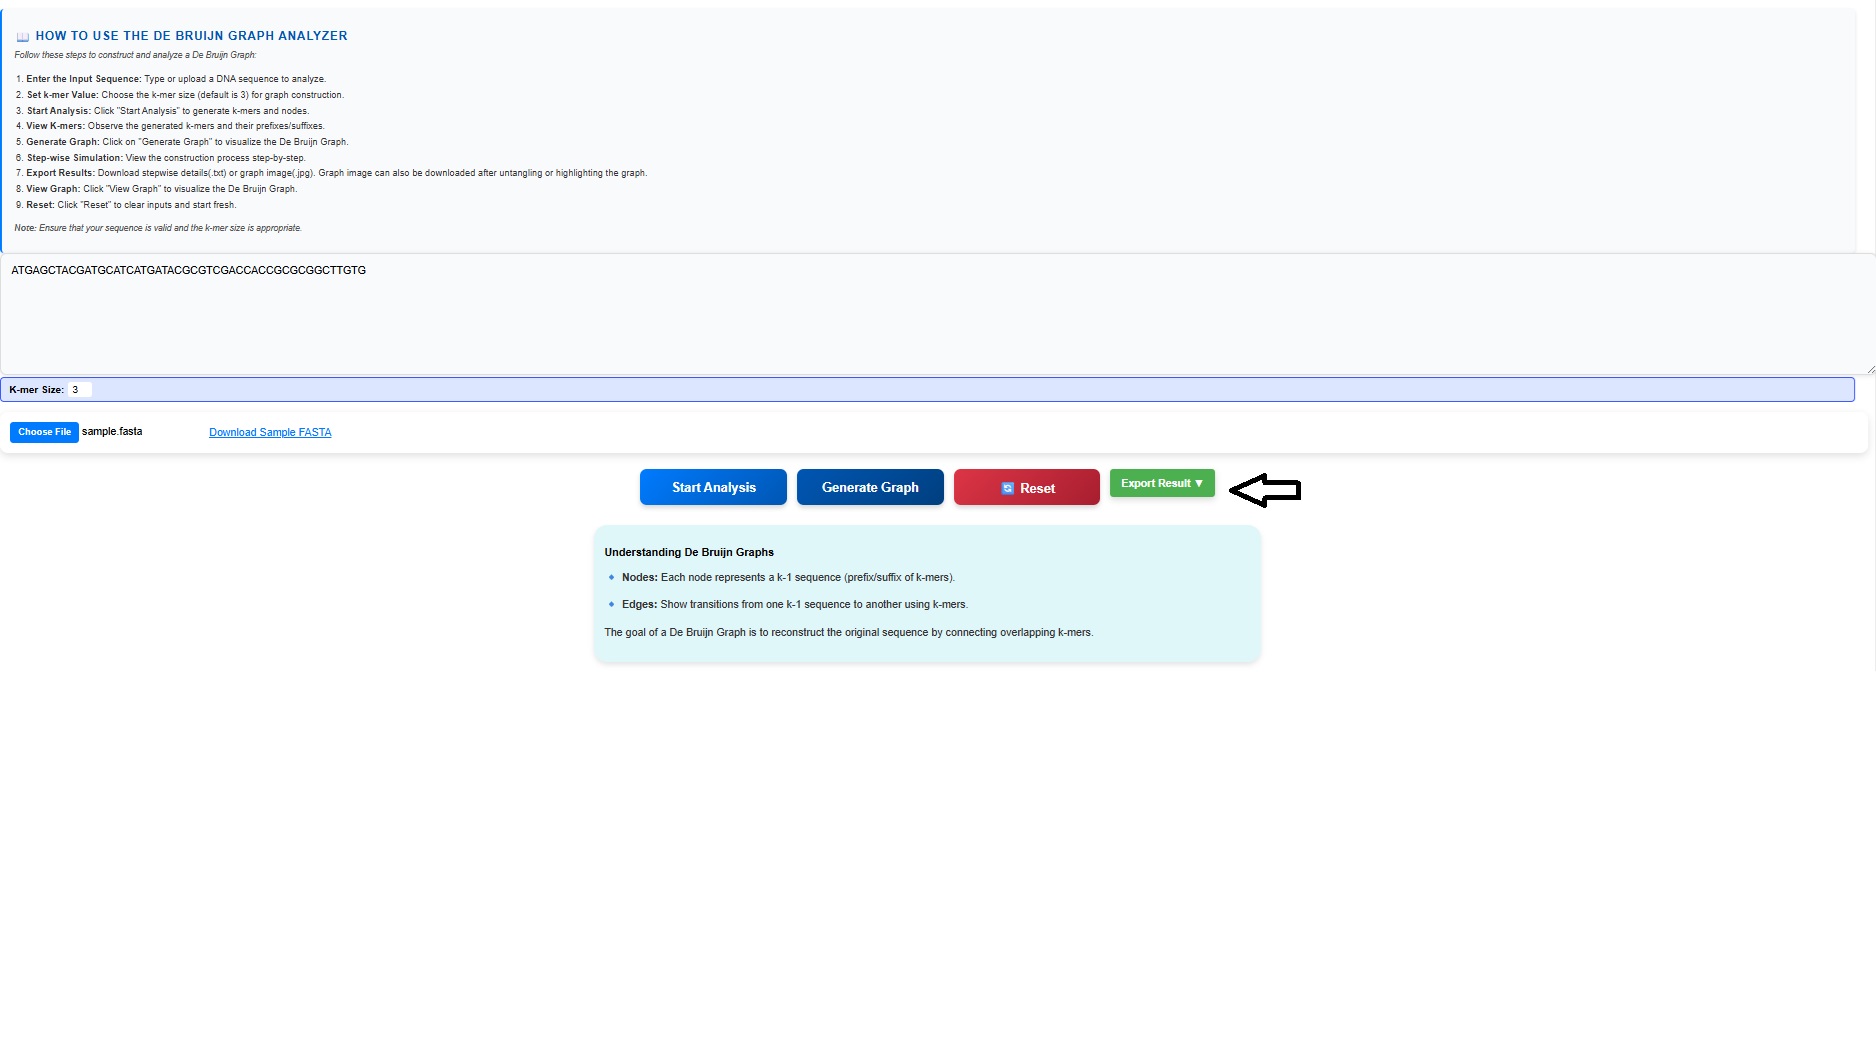 HOW TO USE THE DE BRUIJN GRAPH ANALYZER
Follow these steps to construct and analyze a De Bruijn Graph:
1. Enter the Input Sequence: Type or upload a DNA sequence to analyze.
2. Set k-mer Value: Choose the k-mer size (default is 3) for graph construction.
3. Start Analysis: Click "Start Analysis" to generate k-mers and nodes.
4. View K-mers: Observe the generated k-mers and their prefixes/suffixes.
5. Generate Graph: Click on "Generate Graph" to visualize the De Bruijn Graph.
6. Step-wise Simulation: View the construction process step-by-step.
7. Export Results: Download stepwise details(.txt) or graph image(.jpg). Graph image can also be downloaded after untangling or highlighting the graph.
8. View Graph: Click "View Graph" to visualize the De Bruijn Graph.
9. Reset: Click "Reset" to clear inputs and start fresh.
Note: Ensure that your sequence is valid and the k-mer size is appropriate.
ATGAGCTACGATGCATCATGATACGCGTCGACCACCGCGCGGCTTGTG
K-mer Size: 3
Choose File sample.fasta Download Sample FASTA
Start Analysis Generate Graph Reset Export Result ▼
Understanding De Bruijn Graphs
Nodes: Each node represents a k-1 sequence (prefix/suffix of k-mers).
Edges: Show transitions from one k-1 sequence to another using k-mers.
The goal of a De Bruijn Graph is to reconstruct the original sequence by connecting overlapping k-mers.